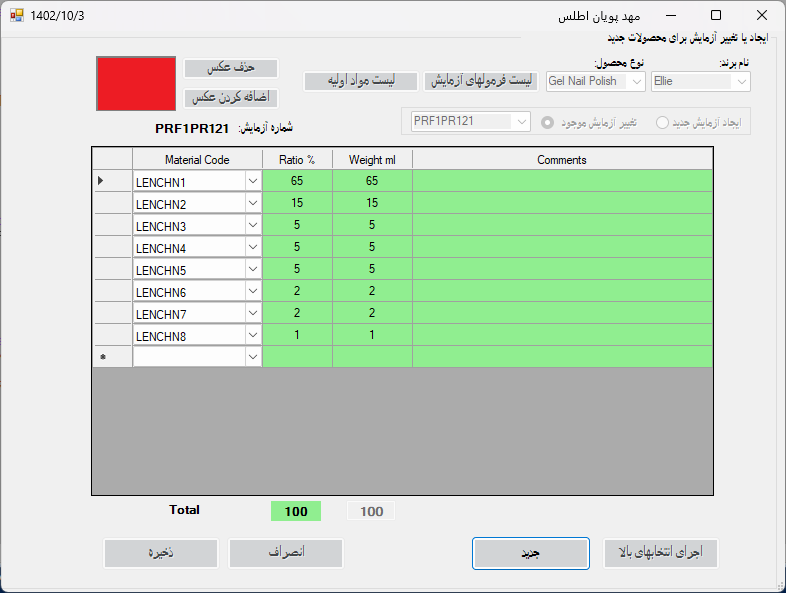 1402/10/3 مهد پویان اطلس
ایجاد یا تغییر آزمایش برای محصولات جدید
نام برند: نوع محصول:
Ellie
Gel Nail Polish
لیست فرمولهای آزمایش
لیست مواد اولیه
حذف عکس
اضافه کردن عکس
ایجاد آزمایش جدید
تغییر آزمایش موجود
PRF1PR121
شماره آزمایش: PRF1PR121
Material Code Ratio % Weight ml Comments
LENCHN1 65 65
LENCHN2 15 15
LENCHN3 5 5
LENCHN4 5 5
LENCHN5 5 5
LENCHN6 2 2
LENCHN7 2 2
LENCHN8 1 1
Total 100 100
اجرای انتخابهای بالا
جدید
انصراف
ذخیره